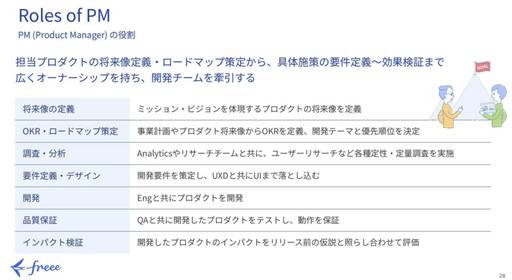 Roles of PM
PM (Product Manager) の役割
担当プロダクトの将来像定義・ロードマップ策定から、具体施策の要件定義～効果検証まで
広くオーナーシップを持ち、開発チームを牽引する
将来像の定義 ミッション・ビジョンを体現するプロダクトの将来像を定義
OKR・ロードマップ策定 事業計画やプロダクト将来像からOKRを定義、開発テーマと優先順位を決定
調査・分析 Analyticsやリサーチチームと共に、ユーザーリサーチなど各種定性・定量調査を実施
要件定義・デザイン 開発要件を策定し、UXDと共にUIまで落とし込む
開発 Engと共にプロダクトを開発
品質保証 QAと共に開発したプロダクトをテストし、動作を保証
インパクト検証 開発したプロダクトのインパクトをリリース前の仮説と照らし合わせて評価
freee
28